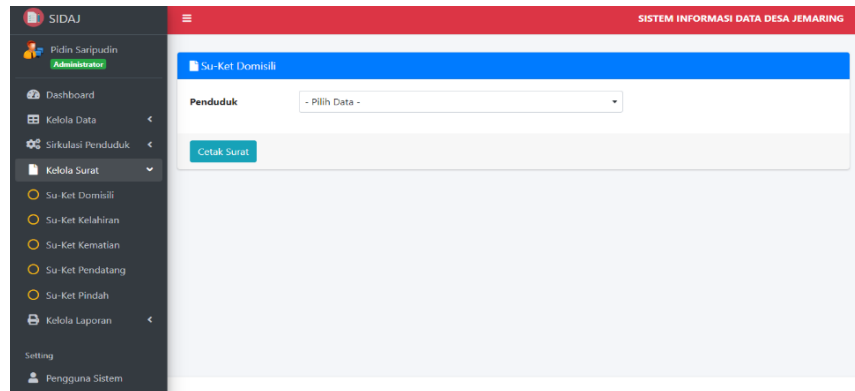 SIDAJ
SISTEM INFORMASI DATA DESA JEMARING
Pidin Saripudin
Administrator
Dashboard
Kelola Data
Sirkulasi Penduduk
Kelola Surat
Su-Ket Domisili
Su-Ket Kelahiran
Su-Ket Kematian
Su-Ket Pendatang
Su-Ket Pindah
Kelola Laporan
Setting
Pengguna Sistem
Su-Ket Domisili
Penduduk
- Pilih Data -
Cetak Surat